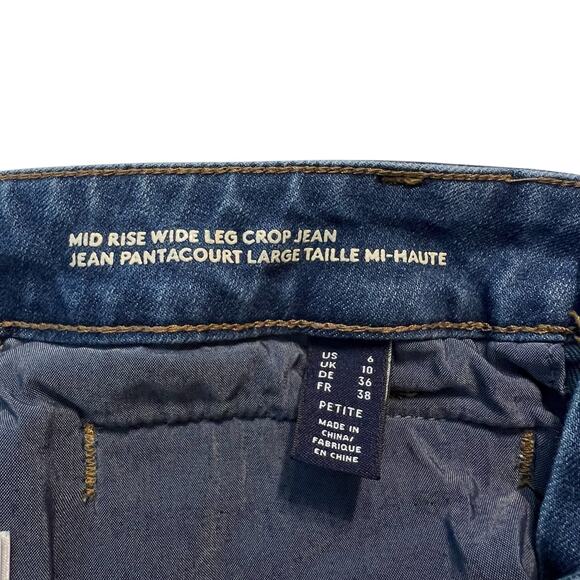 MID RISE WIDE LEG CROP JEAN
JEAN PANTACOURT LARGE TAILLE MI-HAUTE
US 6
UK 10
DE 36
FR 38
PETITE
MADE IN
CHINA/
FABRIQUE
EN CHINE